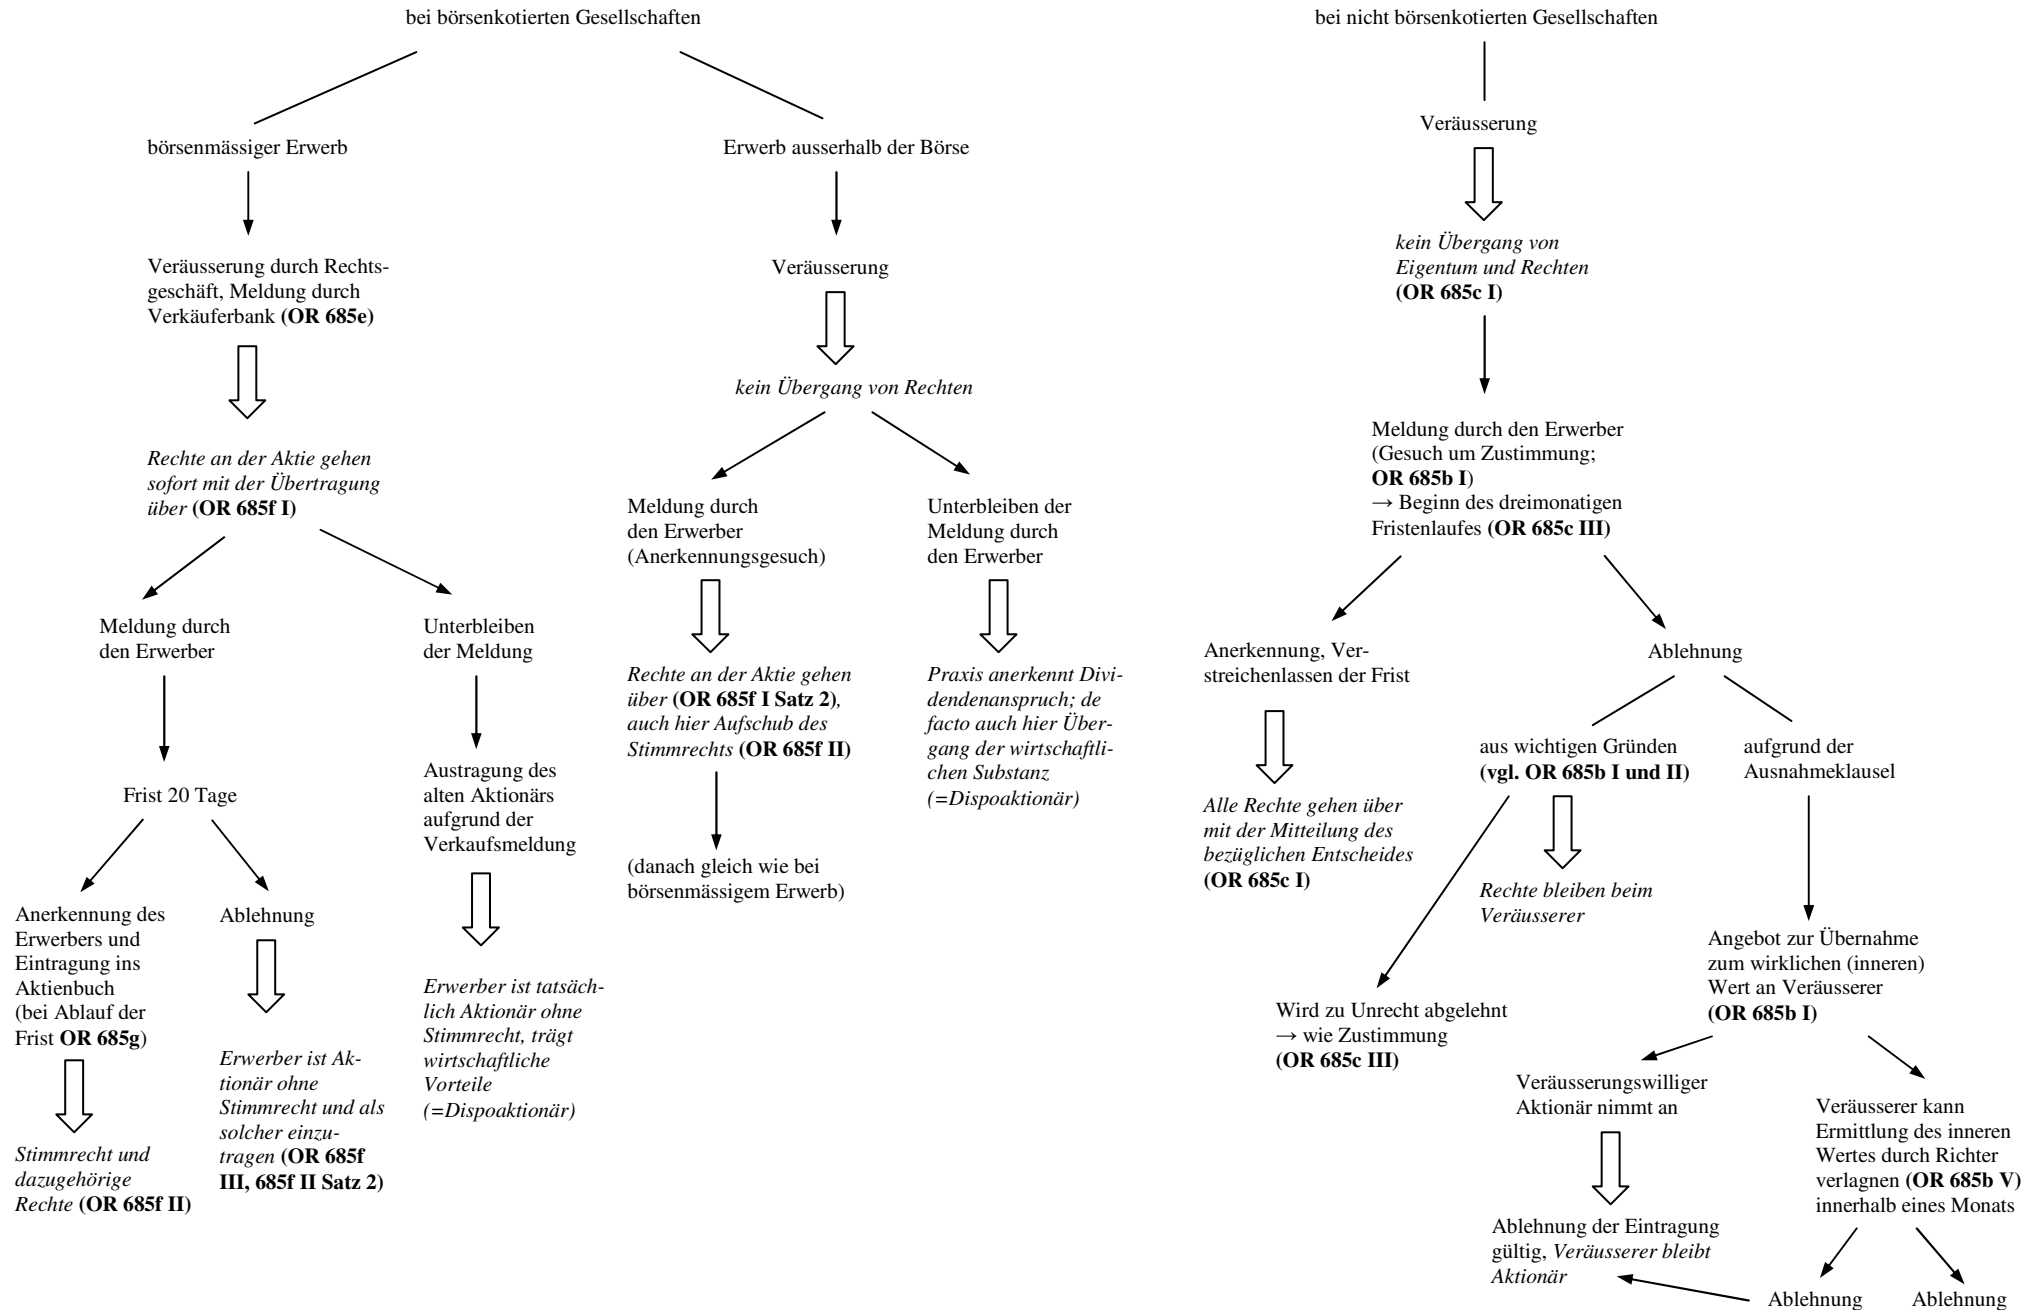 bei börsenkotierten Gesellschaften
börsenmässiger Erwerb
Veräusserung durch Rechts-
geschäft, Meldung durch
Verkäuferbank (OR 685e)
Rechte an der Aktie gehen
sofort mit der Übertragung
über (OR 685f I)
Meldung durch
den Erwerber
Frist 20 Tage
Anerkennung des
Erwerbers und
Eintragung ins
Aktienbuch
(bei Ablauf der
Frist OR 685g)
Stimmrecht und
dazugehörige
Rechte (OR 685f II)
Ablehnung
Erwerber ist Ak-
tionär ohne
Stimmrecht und als
solcher einzu-
tragen (OR 685f
III, 685f II Satz 2)
Unterbleiben
der Meldung
Austragung des
alten Aktionärs
aufgrund der
Verkaufsmeldung
Erwerber ist tatsäch-
lich Aktionär ohne
Stimmrecht, trägt
wirtschaftliche
Vorteile
(=Dispoaktionär)
Erwerb ausserhalb der Börse
Veräusserung
kein Übergang von Rechten
Meldung durch
den Erwerber
(Anerkennungsgesuch)
Rechte an der Aktie gehen
über (OR 685f I Satz 2),
auch hier Aufschub des
Stimmrechts (OR 685f II)
(danach gleich wie bei
börsenmässigem Erwerb)
Unterbleiben der
Meldung durch
den Erwerber
Praxis anerkennt Divi-
dendenanspruch; de
facto auch hier Über-
gang der wirtschaftli-
chen Substanz
(=Dispoaktionär)
bei nicht börsenkotierten Gesellschaften
Veräusserung
kein Übergang von
Eigentum und Rechten
(OR 685c I)
Meldung durch den Erwerber
(Gesuch um Zustimmung;
OR 685b I)
→ Beginn des dreimonatigen
Fristenlaufes (OR 685c III)
Anerkennung, Ver-
streichenlassen der Frist
Alle Rechte gehen über
mit der Mitteilung des
bezüglichen Entscheides
(OR 685c I)
Ablehnung
aus wichtigen Gründen
(vgl. OR 685b I und II)
Rechte bleiben beim
Veräusserer
Wird zu Unrecht abgelehnt
→ wie Zustimmung
(OR 685c III)
aufgrund der
Ausnahmeklausel
Angebot zur Übernahme
zum wirklichen (inneren)
Wert an Veräusserer
(OR 685b I)
Veräusserungswilliger
Aktionär nimmt an
Ablehnung der Eintragung
gültig, Veräusserer bleibt
Aktionär
Veräusserer kann
Ermittlung des inneren
Wertes durch Richter
verlagnen (OR 685b V)
innerhalb eines Monats
Ablehnung
Ablehnung